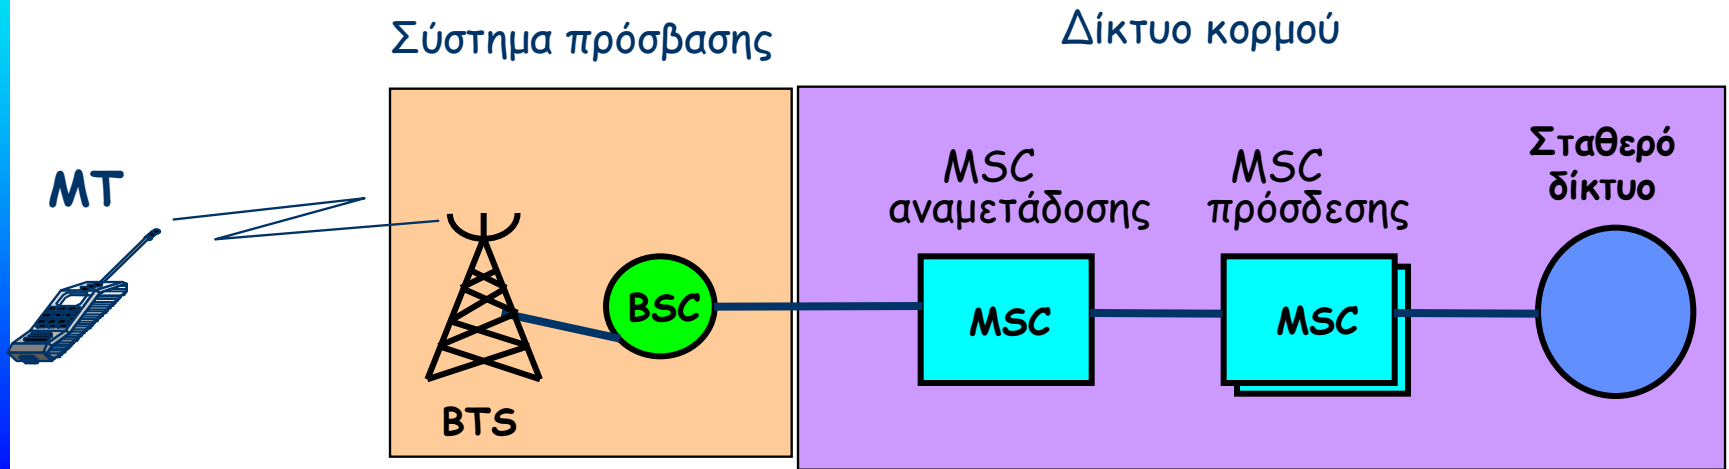 Σύστημα πρόσβασης
Δίκτυο κορμού
MT
BTS
BSC
MSC
αναμετάδοσης
MSC
MSC
πρόσδεσης
MSC
Σταθερό
δίκτυο